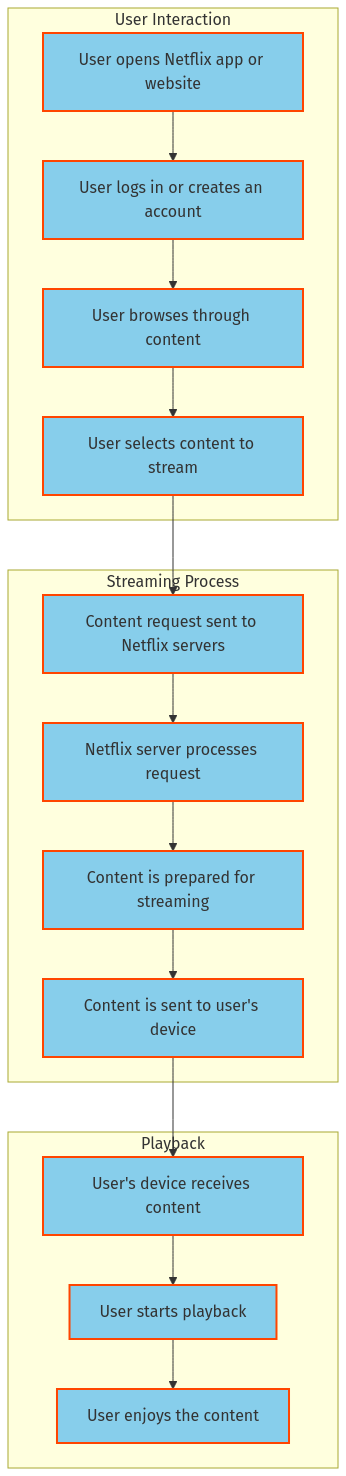 User Interaction
User opens Netflix app or
website
User logs in or creates an
account
User browses through
content
User selects content to
stream
Streaming Process
Content request sent to
Netflix servers
Netflix server processes
request
Content is prepared for
streaming
Content is sent to user's
device
Playback
User's device receives
content
User starts playback
User enjoys the content